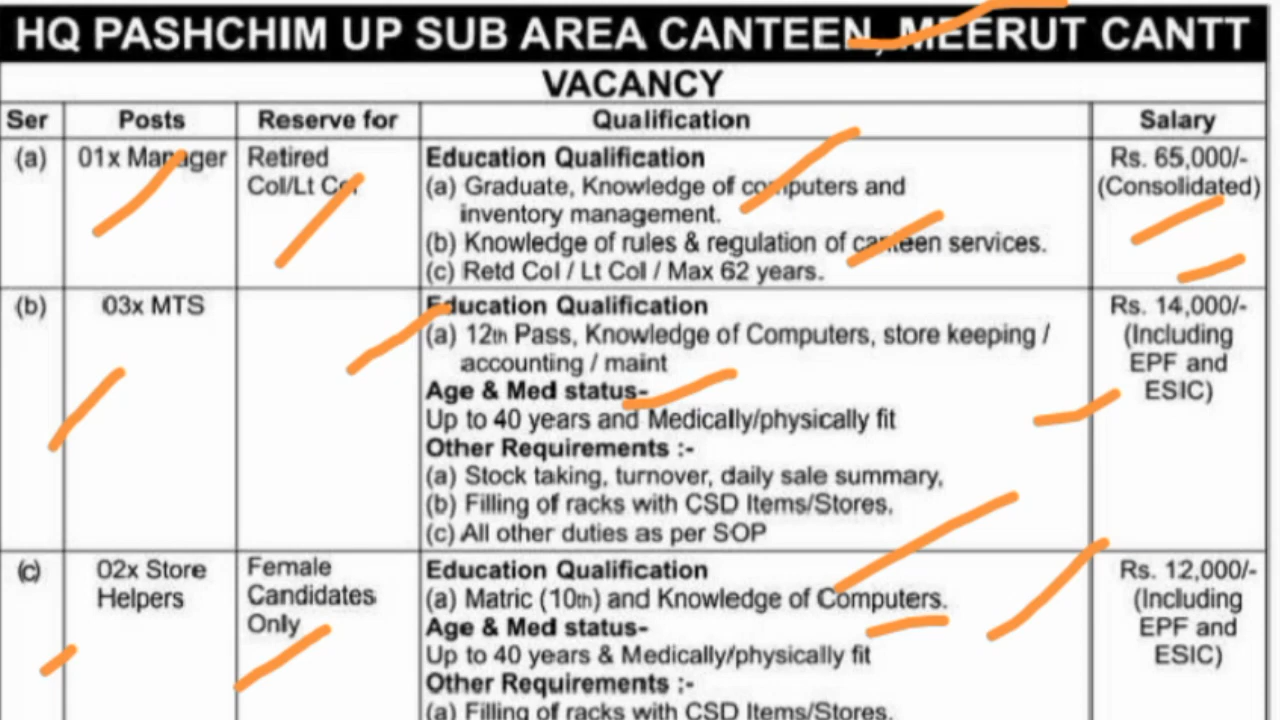 HQ PASHCHIM UP SUB AREA CANTEEN, MEERUT CANTT
VACANCY
Ser Posts Reserve for Qualification Salary
(a) 01x Manager Retired Col/Lt Col
Education Qualification
(a) Graduate, Knowledge of computers and
inventory management.
(b) Knowledge of rules & regulation of canteen services.
(c) Retd Col / Lt Coll / Max 62 years.
Rs. 65,000/-
(Consolidated)
(b) 03x MTS
Education Qualification
(a) 12th Pass, Knowledge of Computers, store keeping /
accounting / maint
Age & Med status-
Up to 40 years and Medically/physically fit
Other Requirements :-
(a) Stock taking, turnover, daily sale summary,
(b) Filling of racks with CSD Items/Stores.
(c) All other duties as per SOP
Rs. 14,000/-
(Including
EPF and
ESIC)
(c) 02x Store
Helpers
Female
Candidates
Only
Education Qualification
(a) Matric (10th) and Knowledge of Computers.
Age & Med status-
Up to 40 years & Medically/physically fit
Other Requirements :-
(a) Filling of racks with CSD Items/Stores.
Rs. 12,000/-
(Including
EPF and
ESIC)